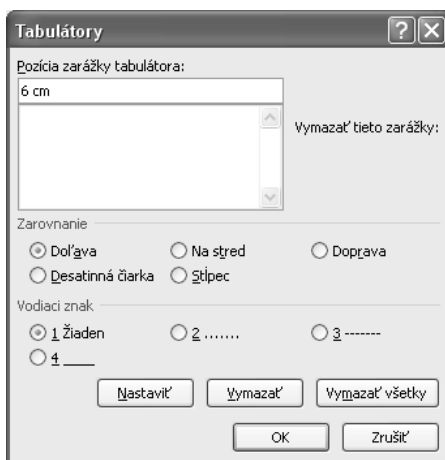 Tabulátory
Pozícia zarážky tabulátora:
6 cm
Vymazať tieto zarážky:
Zarovnanie
Doľava Na stred Doprava
Desatinná čiarka Stĺpec
Vodiaci znak
1 Žiaden 2 ....... 3 -------
4 ____
Nastaviť Vymazať Vymazať všetky
OK Zrušiť